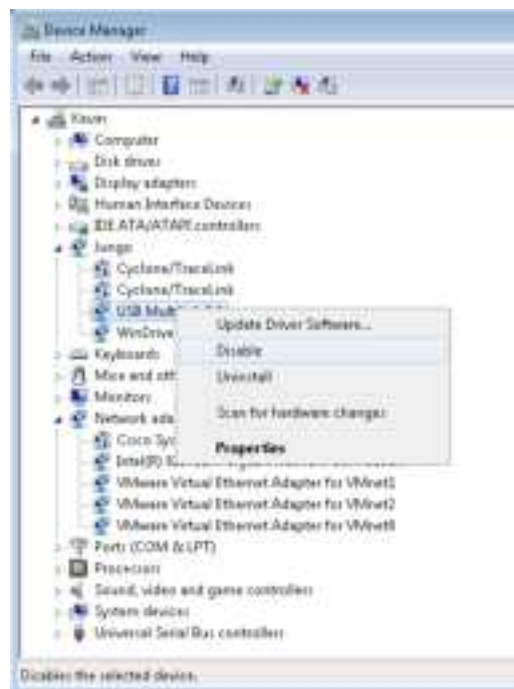 Device Manager
File Action View Help
Kevin
Computer
Disk drives
Display adapters
Human Interface Devices
IDE ATA/ATAPI controllers
Jungo
Cyclone/TraceLink
Cyclone/TraceLink
USB
WinDrive
Keyboards
Mice and oth
Monitors
Network ada
Intel(R)
VMware Virtual Ethernet Adapter for VMnet1
VMware Virtual Ethernet Adapter for VMnet2
VMware Virtual Ethernet Adapter for VMnet8
Ports (COM & LPT)
Processors
Sound, video and game controllers
System devices
Universal Serial Bus controllers
Update Driver Software...
Disable
Uninstall
Scan for hardware changes
Properties
Disables the selected device.